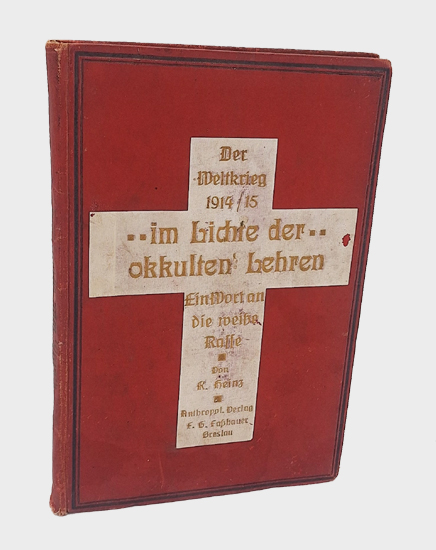 Der
Weltkrieg
1914/15
··im Lichte der··
okkulten Lehren
Ein Wort an
die weiße
Rasse
Von
K. Heinz
Anthropol. Verlag
E. G. Faßbauer
Breslau